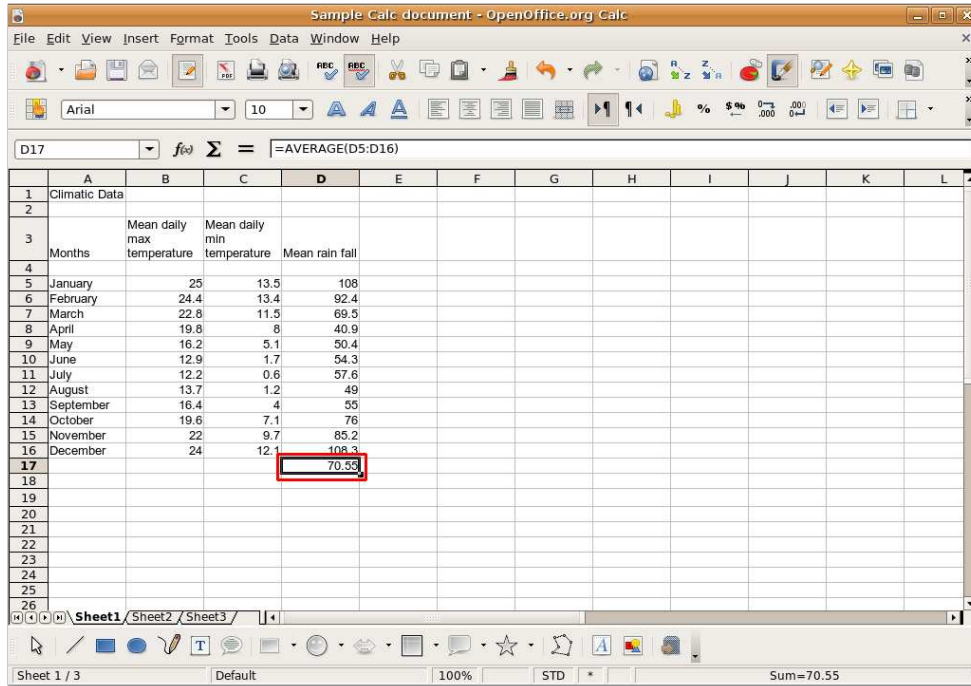 Sample Calc document - OpenOffice.org Calc
File Edit View Insert Format Tools Data Window Help
Arial 10
D17 f(x) Σ = =AVERAGE(D5:D16)
A B C D E F G H I J K L
1 Climatic Data
2
3 Months Mean daily max temperature Mean daily min temperature Mean rain fall
4
5 January 25 13.5 108
6 February 24.4 13.4 92.4
7 March 22.8 11.5 69.5
8 April 19.8 8 40.9
9 May 16.2 5.1 50.4
10 June 12.9 1.7 54.3
11 July 12.2 0.6 57.6
12 August 13.7 1.2 49
13 September 16.4 4 55
14 October 19.6 7.1 76
15 November 22 9.7 85.2
16 December 24 12.1 108.3
17 70.55
18
19
20
21
22
23
24
25
26
Sheet1 Sheet2 Sheet3
Sheet 1 / 3 Default 100% STD * Sum=70.55